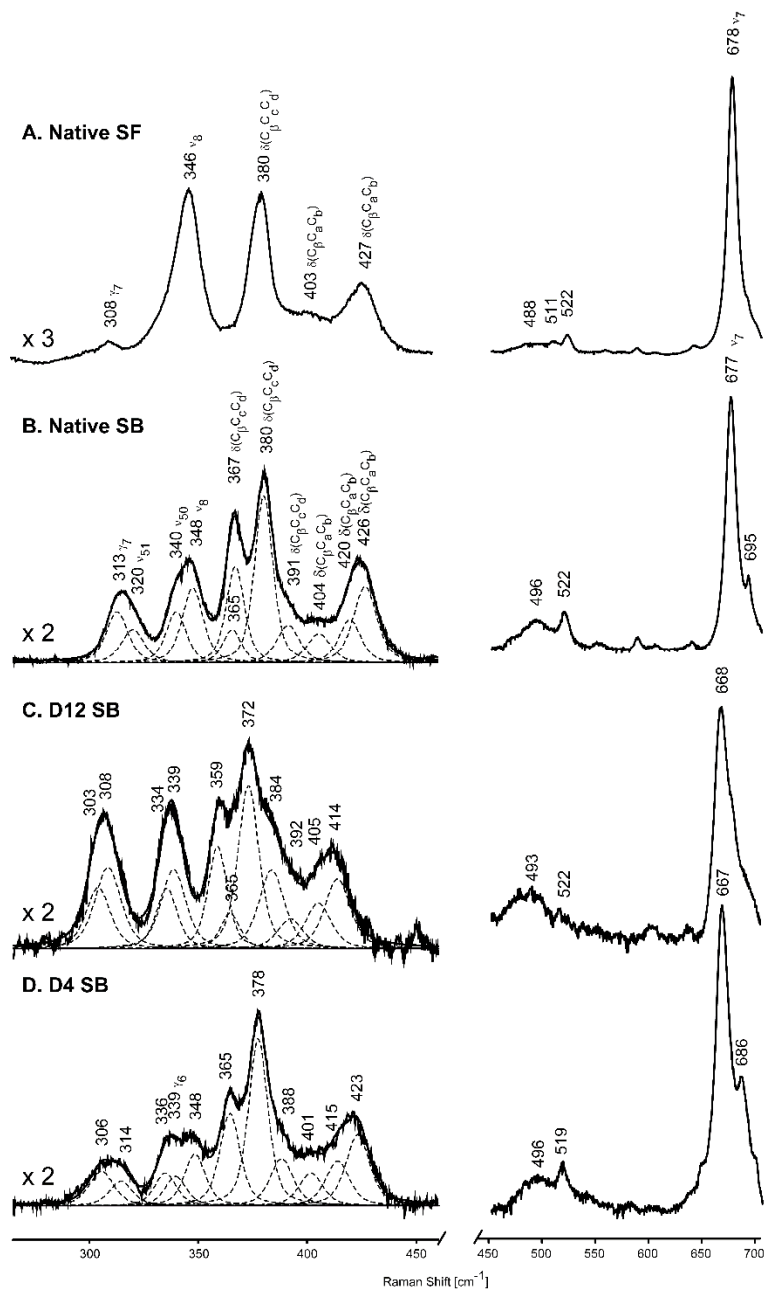 678 ν7
A. Native SF
346 ν8
380 δ(CβCcCd)
403 δ(CβCaCb)
427 δ(CβCaCb)
308 γ7
x 3
488
511
522
677 ν7
B. Native SB
313 γ7
320 ν51
340 ν50
348 ν8
367 δ(CβCcCd)
365
380 δ(CβCcCd)
391 δ(CβCcCd)
404 δ(CβCaCb)
420 δ(CβCaCb)
426 δ(CβCaCb)
x 2
496
522
695
C. D12 SB
303
308
334
339
359
365
372
384
392
405
414
x 2
493
522
668
D. D4 SB
306
314
336
339 γ6
348
365
378
388
401
415
423
x 2
496
519
667
686
300 350 400 450 450 500 550 600 650 700
Raman Shift [cm-1]